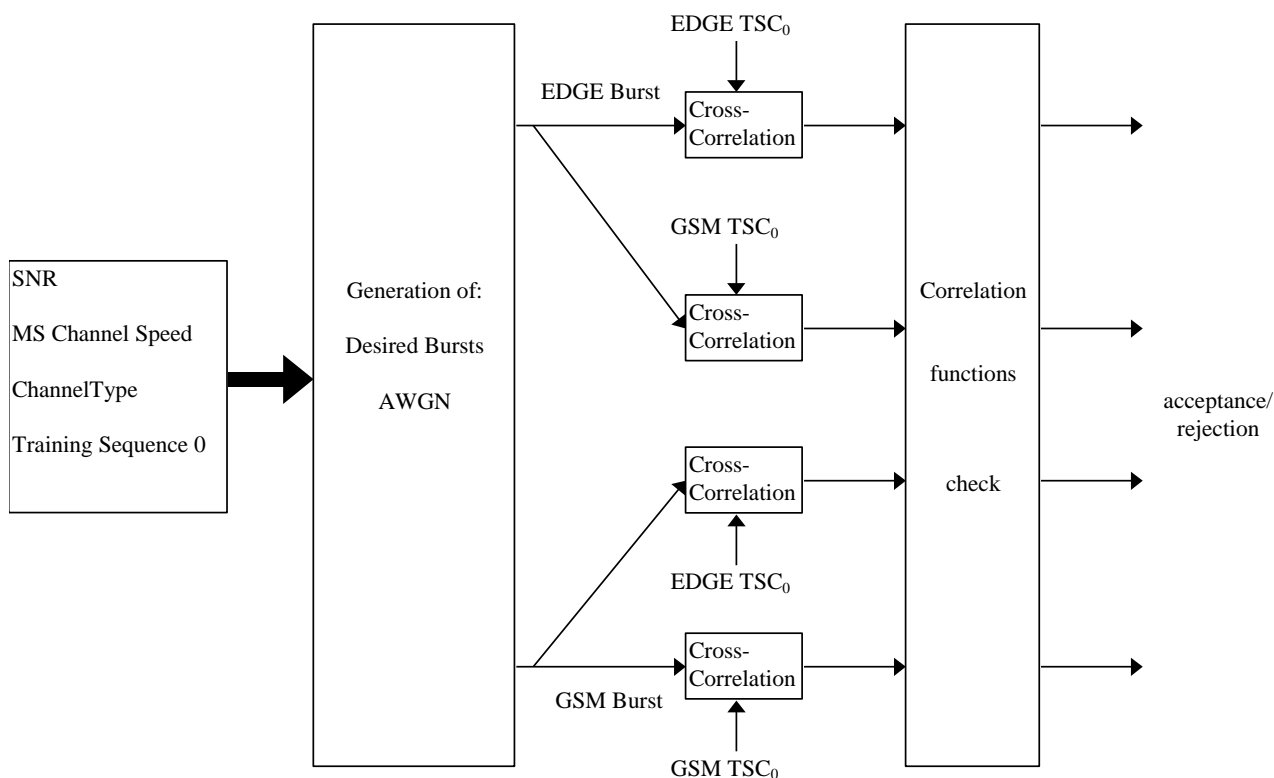 SNR
MS Channel Speed
ChannelType
Training Sequence 0
Generation of:
Desired Bursts
AWGN
EDGE Burst
GSM Burst
EDGE TSC₀
Cross-
Correlation
GSM TSC₀
Cross-
Correlation
Cross-
Correlation
EDGE TSC₀
Cross-
Correlation
GSM TSC₀
Correlation
functions
check
acceptance/
rejection